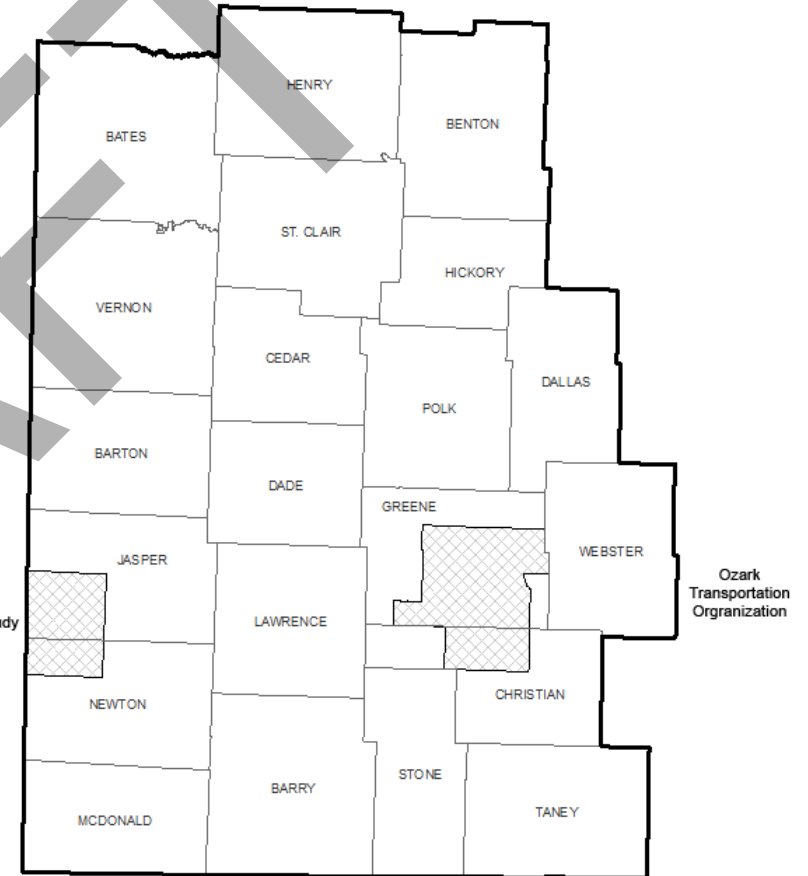 HENRY
BENTON
BATES
ST. CLAIR
HICKORY
VERNON
CEDAR
DALLAS
POLK
BARTON
DADE
GREENE
WEBSTER
JASPER
Ozark
Transportation
Orgranization
LAWRENCE
CHRISTIAN
NEWTON
STONE
BARRY
TANEY
MCDONALD